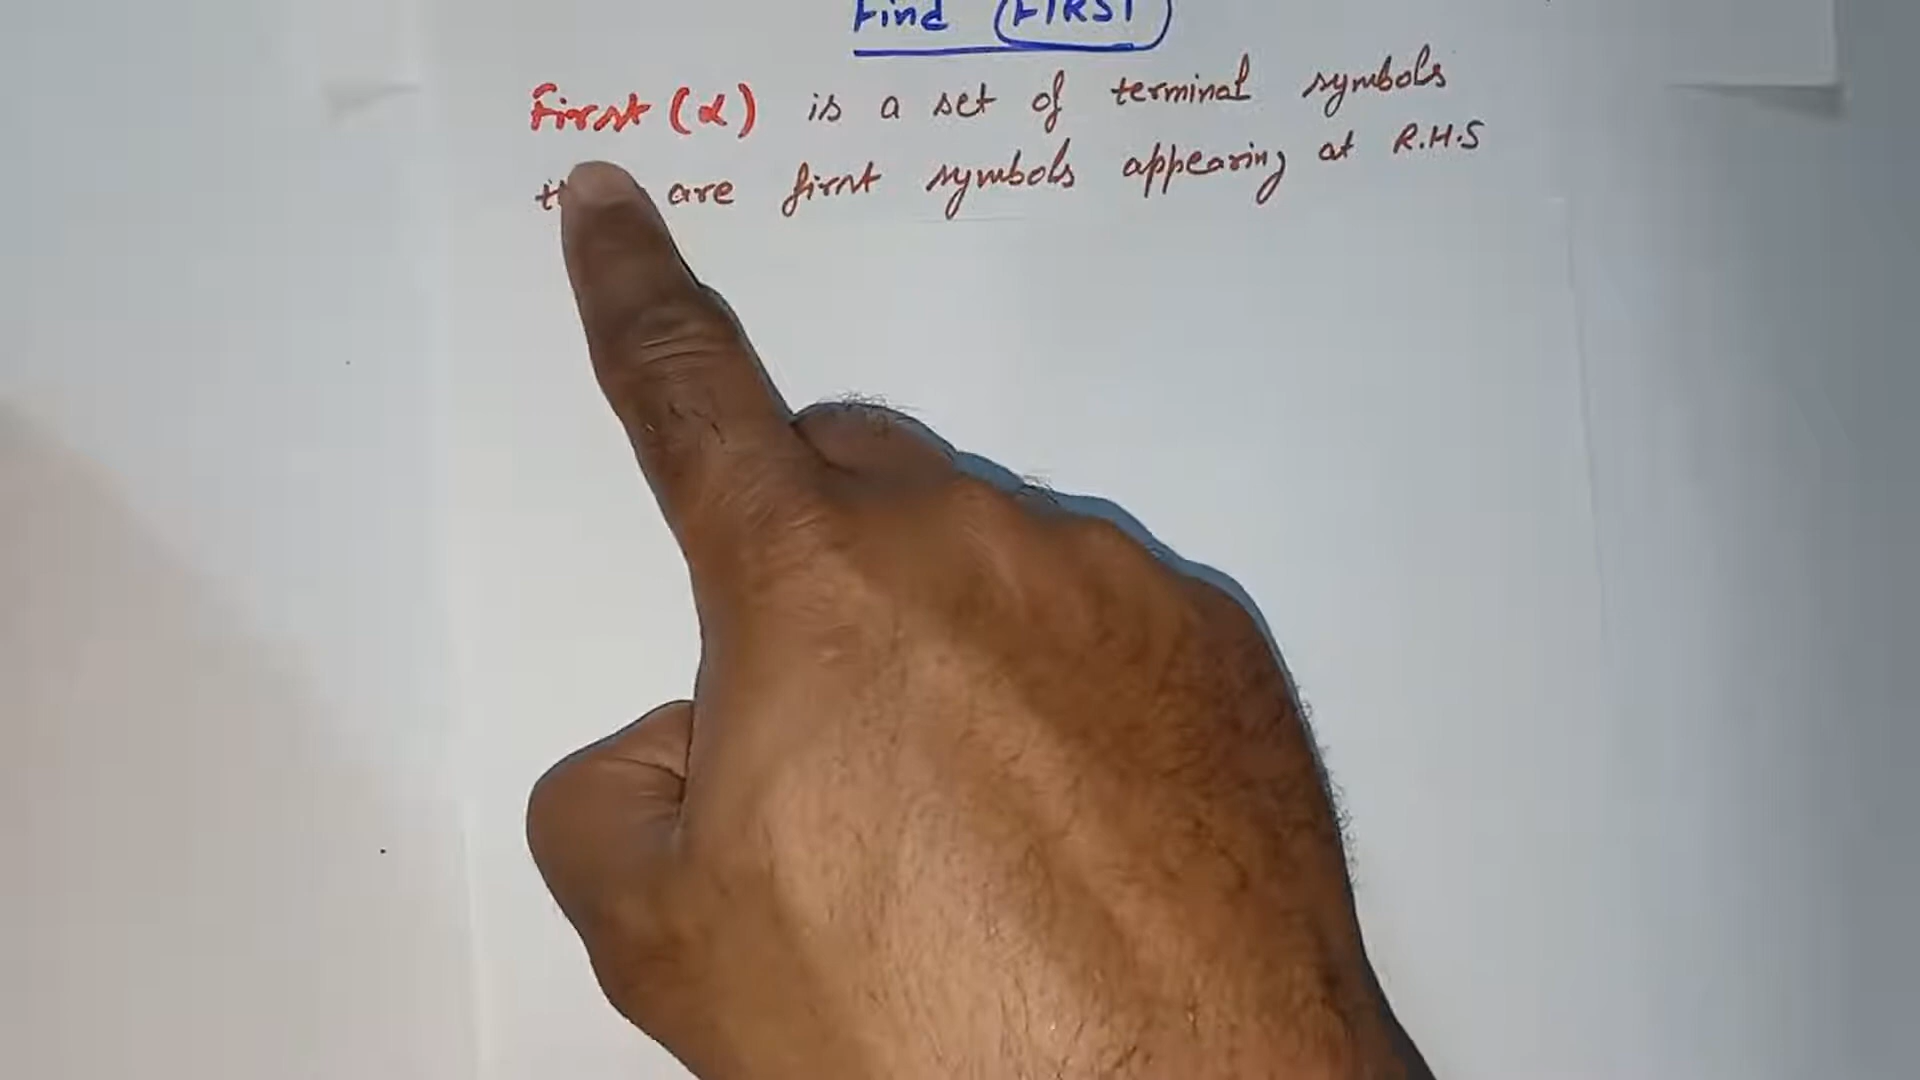 Find FIRST
First (α) is a set of terminal symbols
are first symbols appearing at R.H.S